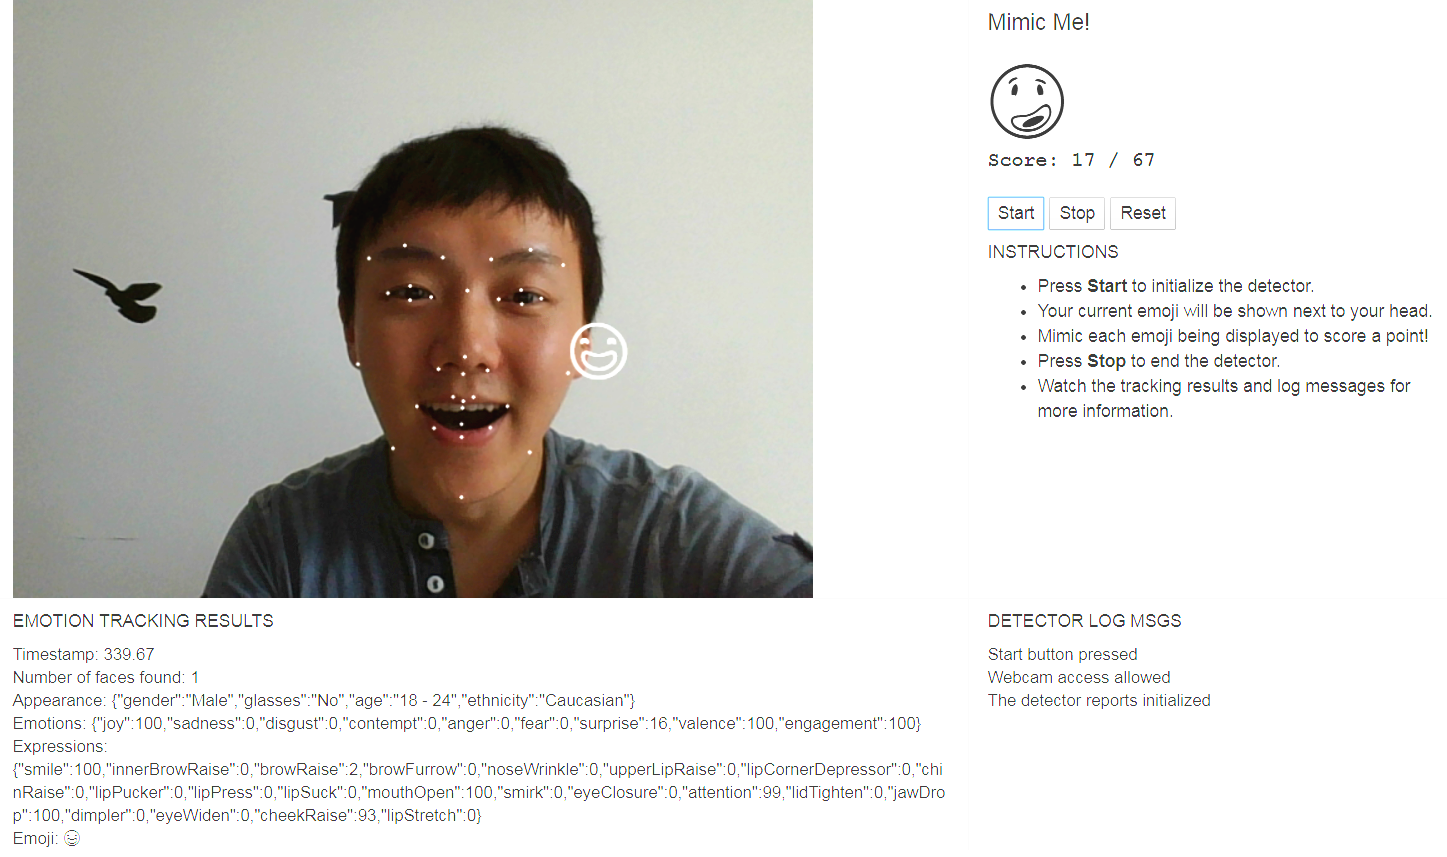 Mimic Me!
Score: 17 / 67
Start Stop Reset
INSTRUCTIONS
Press Start to initialize the detector.
Your current emoji will be shown next to your head.
Mimic each emoji being displayed to score a point!
Press Stop to end the detector.
Watch the tracking results and log messages for
more information.
EMOTION TRACKING RESULTS
Timestamp: 339.67
Number of faces found: 1
Appearance: {"gender":"Male","glasses":"No","age":"18 - 24","ethnicity":"Caucasian"}
Emotions: {"joy":100,"sadness":0,"disgust":0,"contempt":0,"anger":0,"fear":0,"surprise":16,"valence":100,"engagement":100}
Expressions:
{"smile":100,"innerBrowRaise":0,"browRaise":2,"browFurrow":0,"noseWrinkle":0,"upperLipRaise":0,"lipCornerDepressor":0,"chi
nRaise":0,"lipPucker":0,"lipPress":0,"lipSuck":0,"mouthOpen":100,"smirk":0,"eyeClosure":0,"attention":99,"lidTighten":0,"jawDro
p":100,"dimpler":0,"eyeWiden":0,"cheekRaise":93,"lipStretch":0}
Emoji: 😆
DETECTOR LOG MSGS
Start button pressed
Webcam access allowed
The detector reports initialized